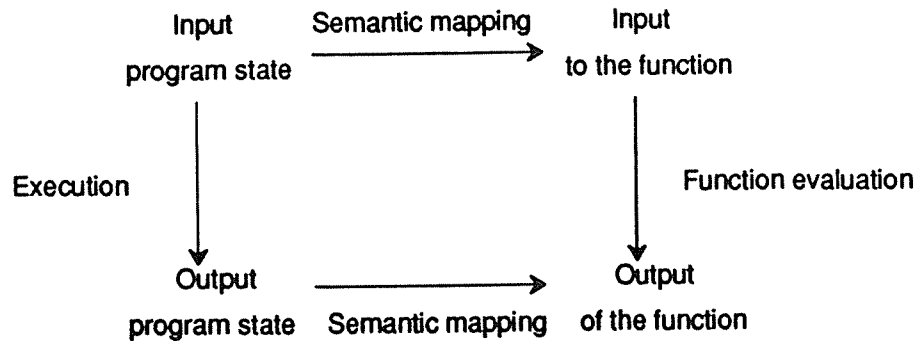 Input
program state
Semantic mapping
Input
to the function
Execution
Function evaluation
Output
program state
Semantic mapping
Output
of the function